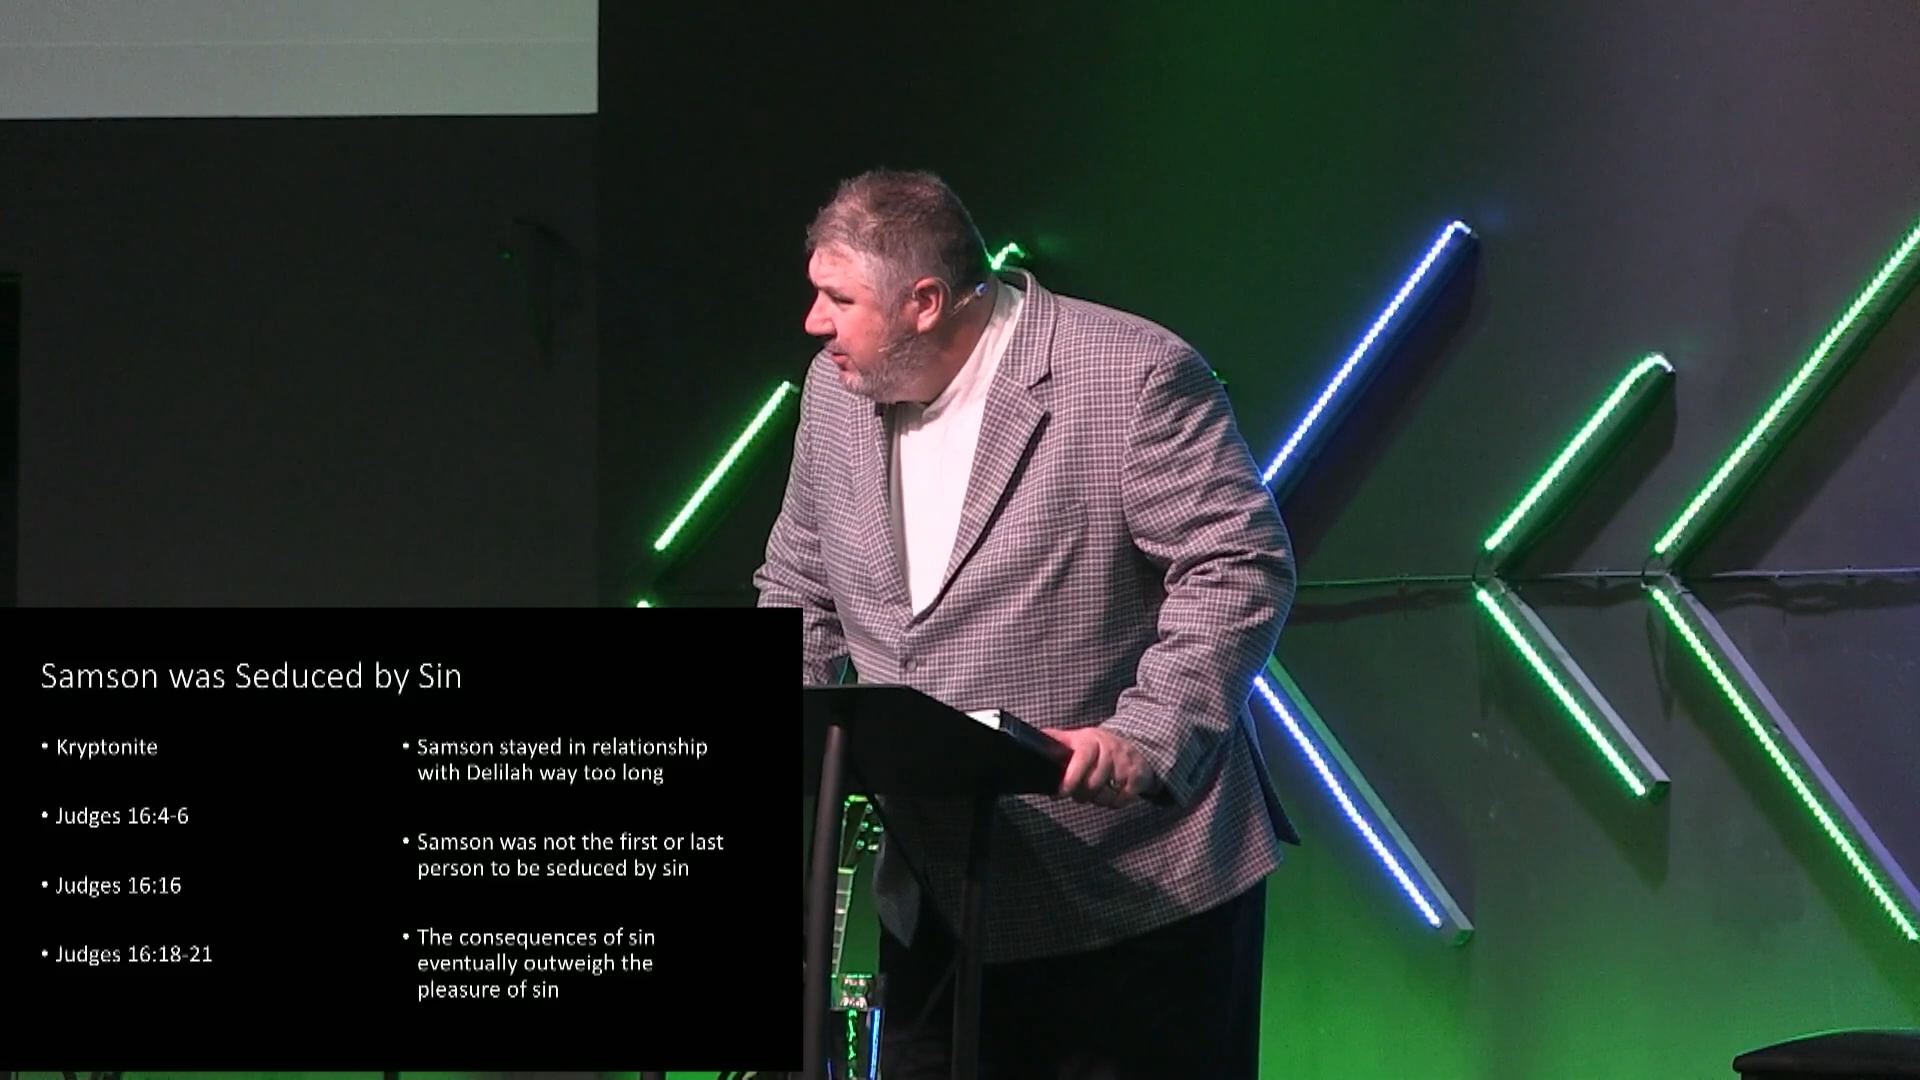 Samson was Seduced by Sin
• Kryptonite
• Judges 16:4-6
• Judges 16:16
• Judges 16:18-21
• Samson stayed in relationship
with Delilah way too long
• Samson was not the first or last
person to be seduced by sin
• The consequences of sin
eventually outweigh the
pleasure of sin